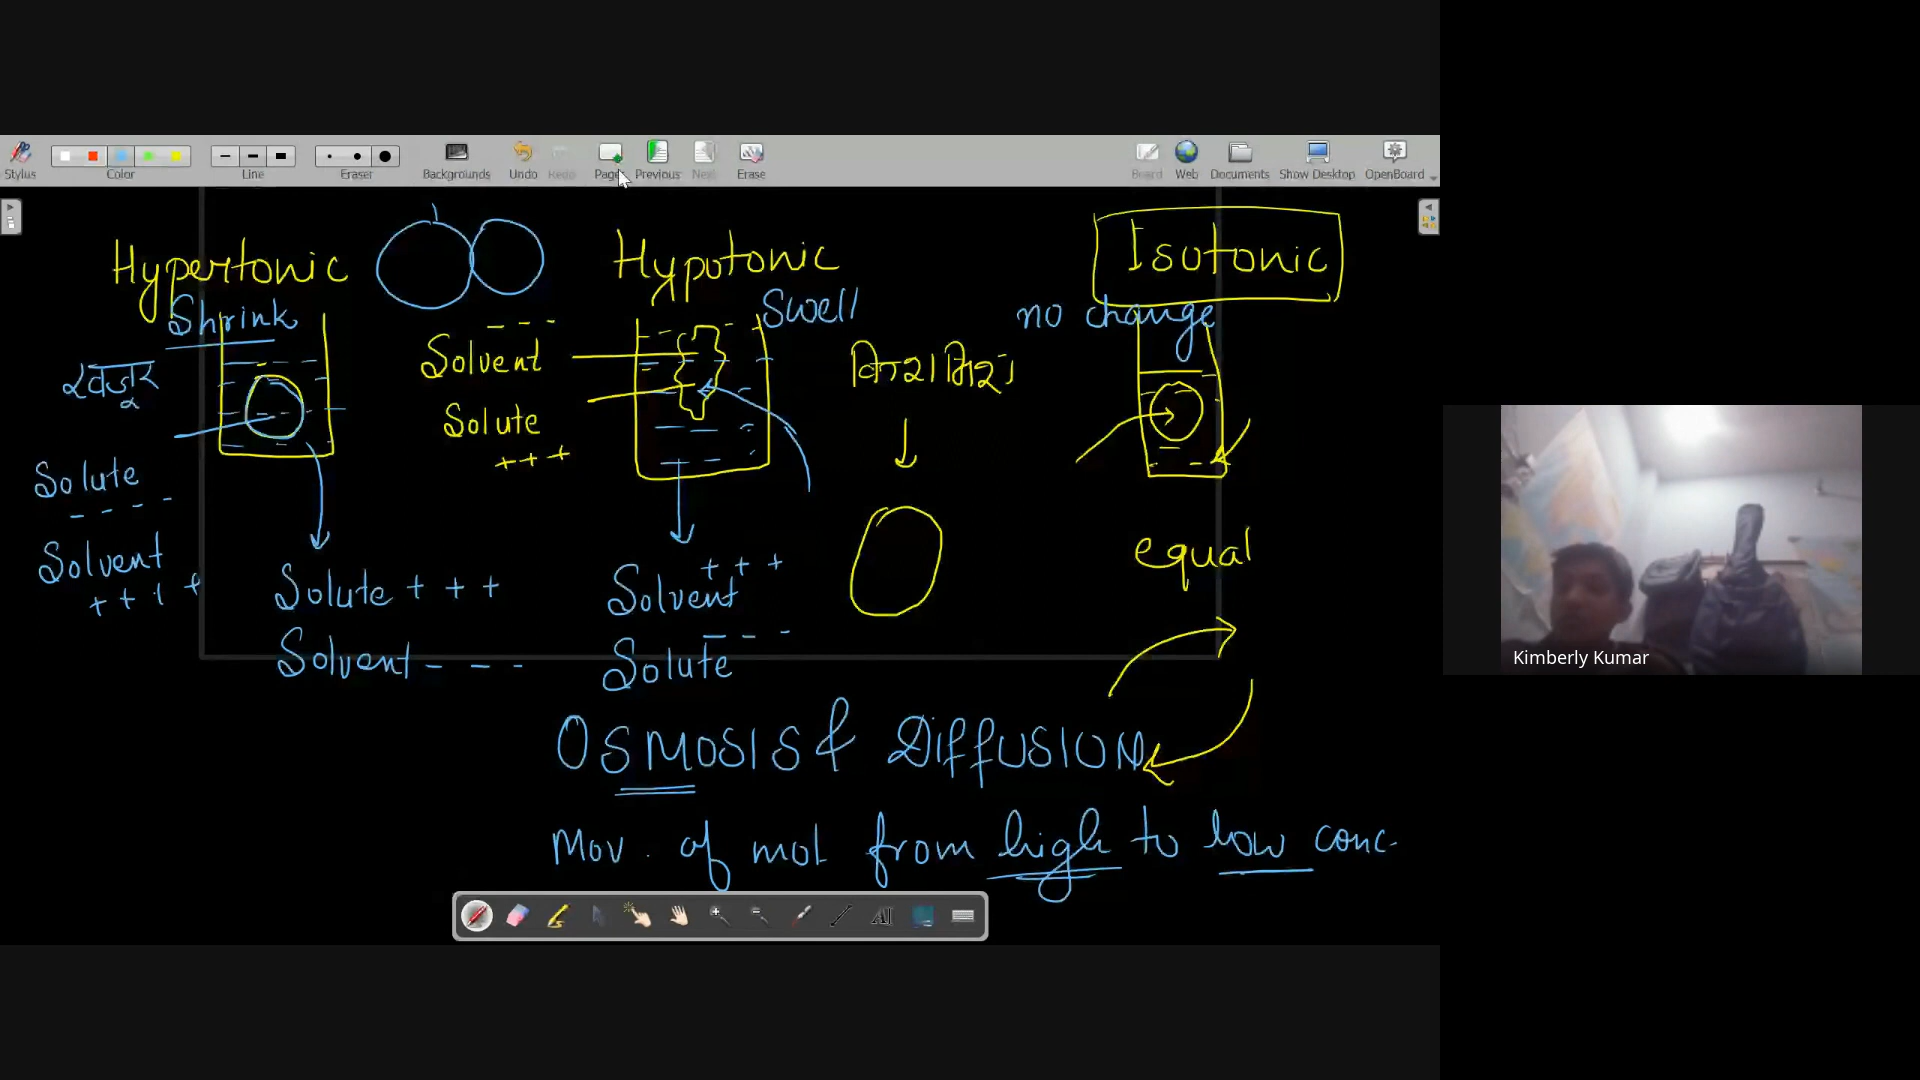 Stylus
Color
Line
Eraser
Backgrounds
Undo
Redo
Page
Previous
Next
Erase
Board
Web
Documents
Show Desktop
OpenBoard
Hypertonic
Shrink
Solute
- - - -
Solvent
+ + + +
Solute + + +
Solvent - - -
Hypotonic
Swell
- - -
Solvent
Solute
+ + +
+ + +
Solvent
- - -
Solute
किशमिश
Isotonic
no change
equal
OSMOSIS & DIFFUSION
Mov. of mol from high to low conc.
Kimberly Kumar